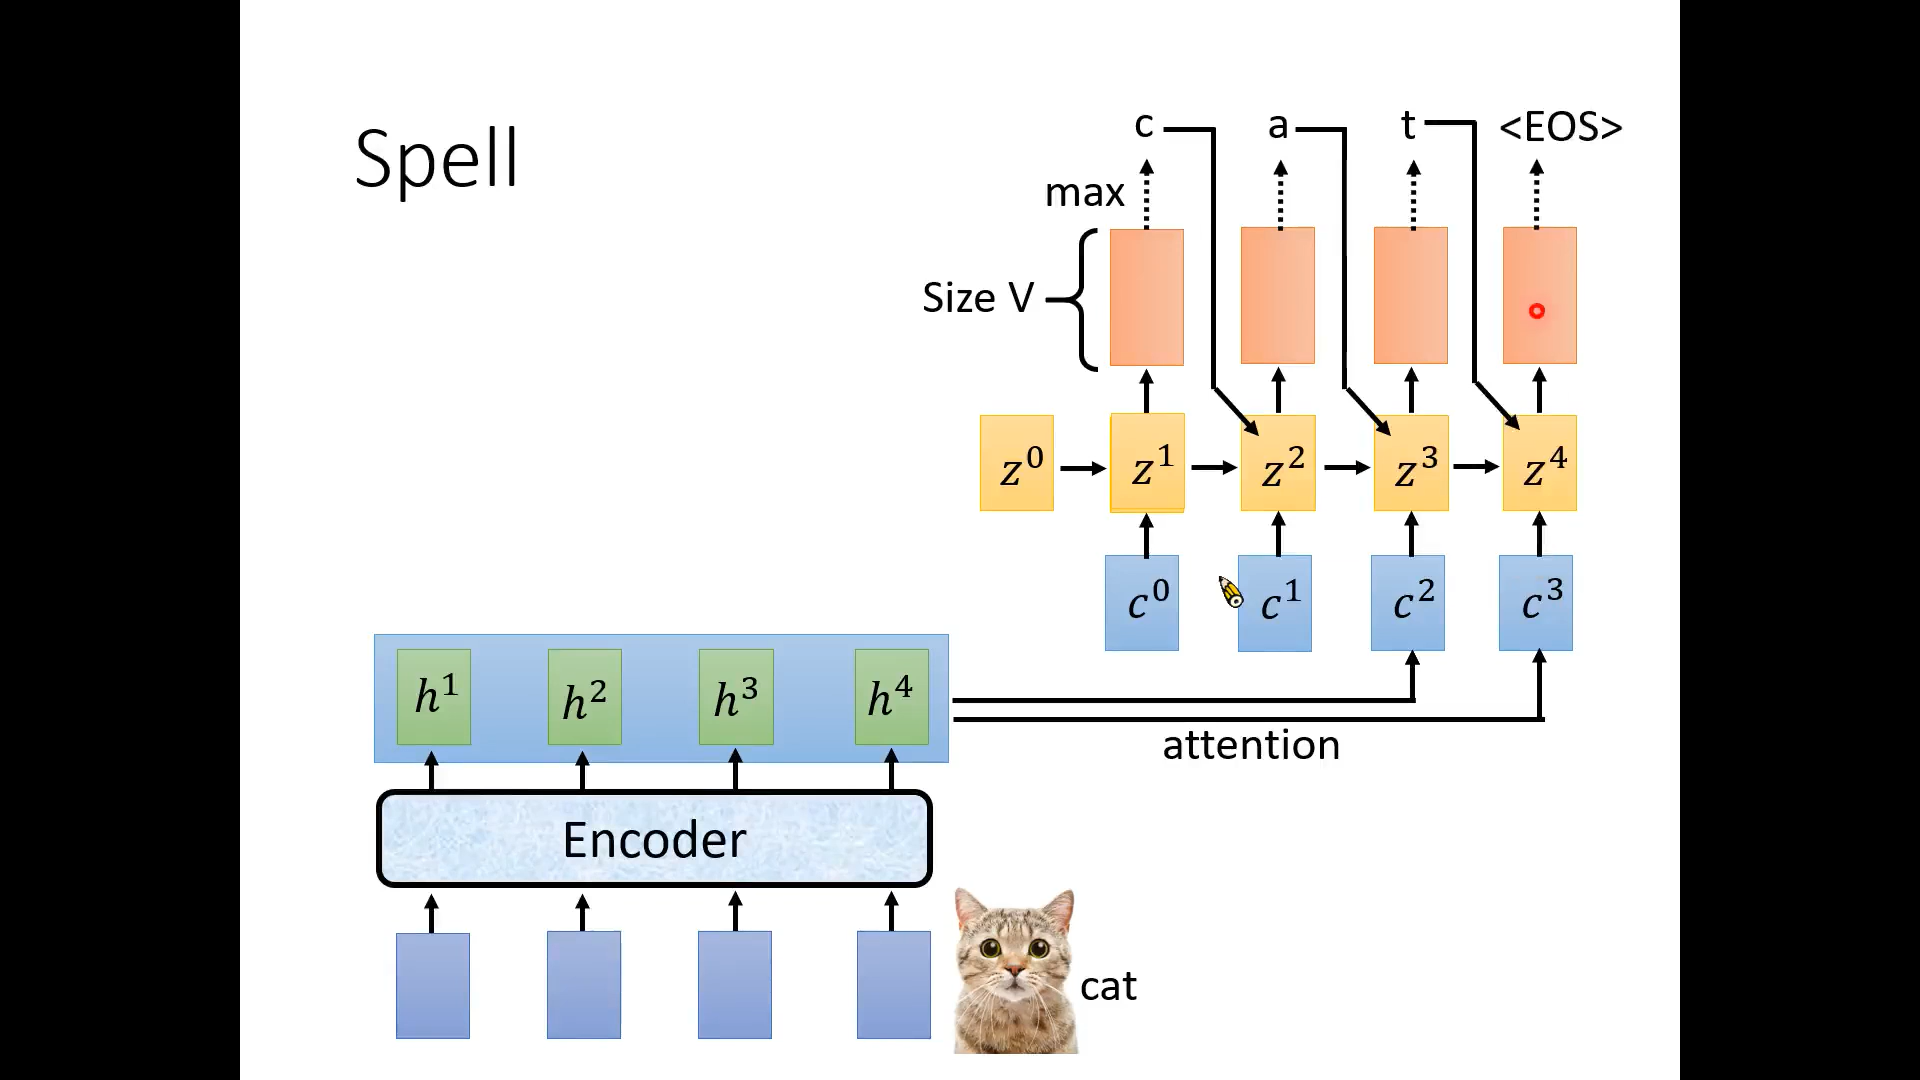 Spell
c a t <EOS>
max
Size V
z⁰ z¹ z² z³ z⁴
c⁰ c¹ c² c³
h¹ h² h³ h⁴
attention
Encoder
cat